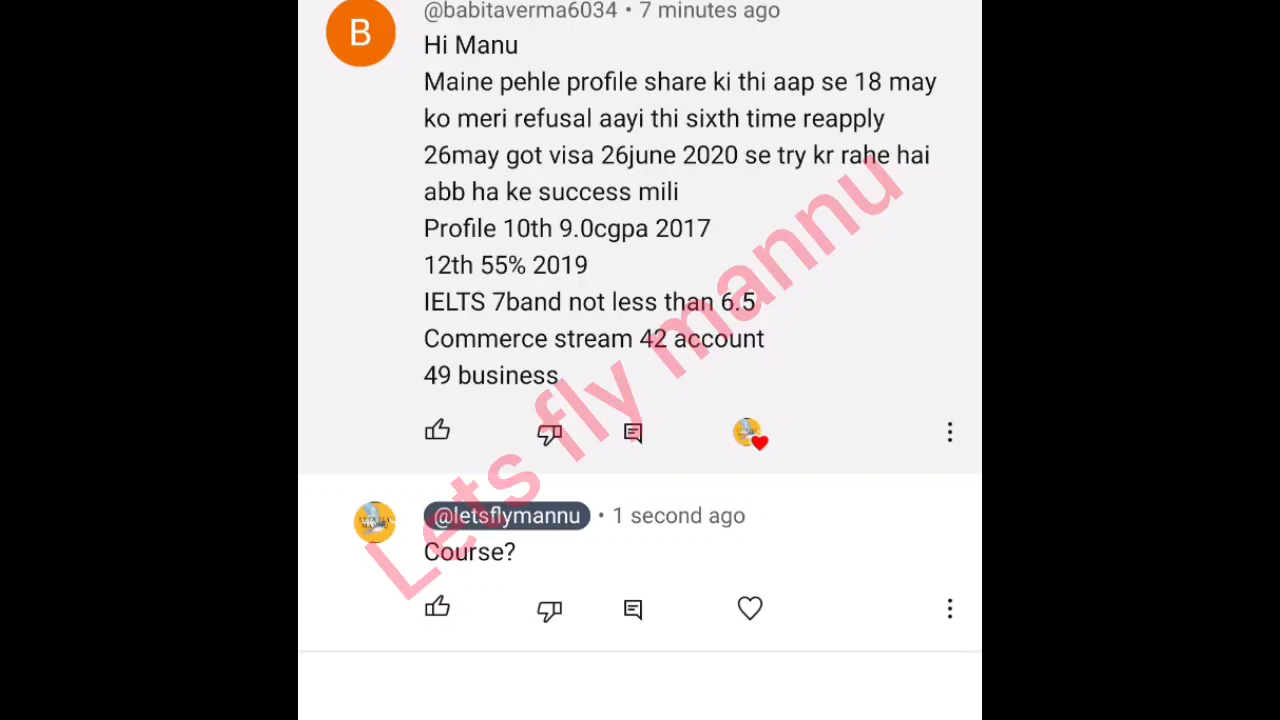 B
@babitaverma6034 • 7 minutes ago
Hi Manu
Maine pehle profile share ki thi aap se 18 may
ko meri refusal aayi thi sixth time reapply
26may got visa 26june 2020 se try kr rahe hai
abb ha ke success mili
Profile 10th 9.0cgpa 2017
12th 55% 2019
IELTS 7band not less than 6.5
Commerce stream 42 account
49 business
Lets fly mannu
LETS FLY
MANNU
@letsflymannu • 1 second ago
Course?